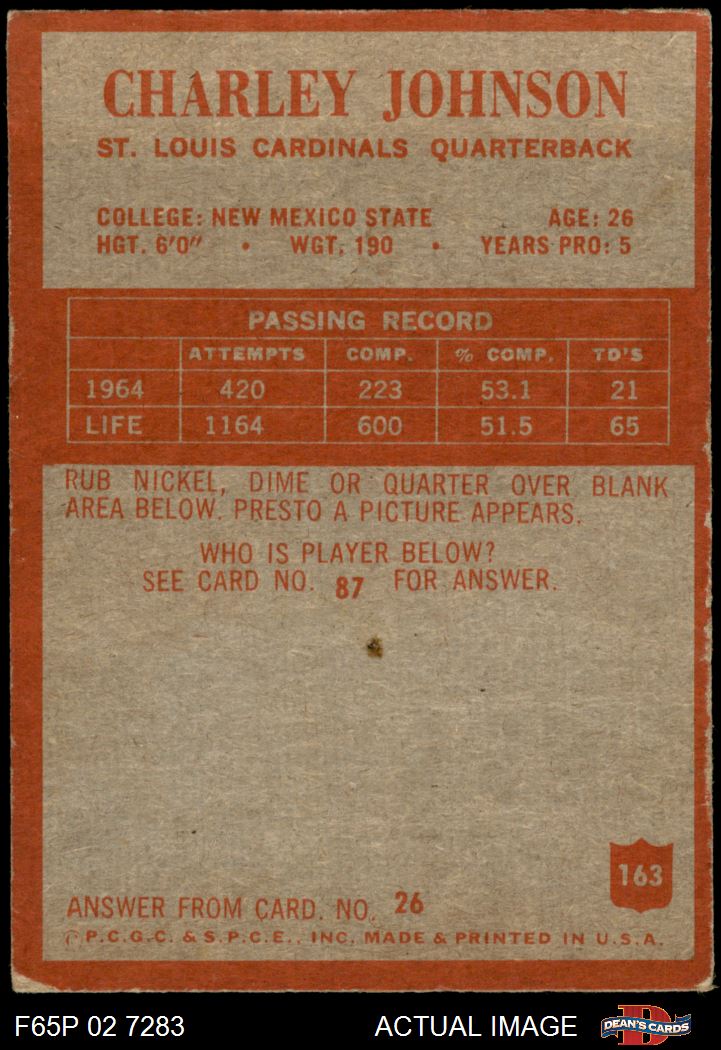 CHARLEY JOHNSON
ST. LOUIS CARDINALS QUARTERBACK
COLLEGE: NEW MEXICO STATE AGE: 26
HGT. 6'0" • WGT. 190 • YEARS PRO: 5
PASSING RECORD
ATTEMPTS COMP. % COMP. TD'S
1964 420 223 53.1 21
LIFE 1164 600 51.5 65
RUB NICKEL, DIME OR QUARTER OVER BLANK
AREA BELOW. PRESTO A PICTURE APPEARS.
WHO IS PLAYER BELOW?
SEE CARD NO. 87 FOR ANSWER.
163
ANSWER FROM CARD. NO. 26
P.C.G.C. & S.P.C.E., INC. MADE & PRINTED IN U.S.A.
F65P 02 7283 ACTUAL IMAGE
D
DEAN'S CARDS